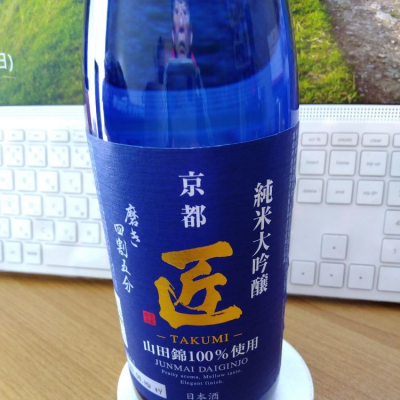 京都
純米大吟醸
磨き
四割五分
匠
— TAKUMI —
山田錦100%使用
JUNMAI DAIGINJO
Fruity aroma, Mellow taste.
Elegant finish.
日本酒
日)